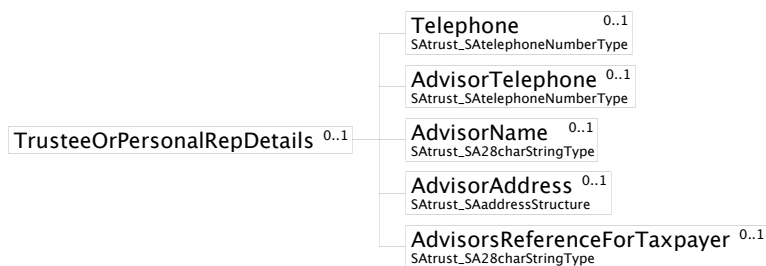 Telephone 0..1
SAtrust_SAtelephoneNumberType
AdvisorTelephone 0..1
SAtrust_SAtelephoneNumberType
TrusteeOrPersonalRepDetails 0..1
AdvisorName 0..1
SAtrust_SA28charStringType
AdvisorAddress 0..1
SAtrust_SAaddressStructure
AdvisorsReferenceForTaxpayer 0..1
SAtrust_SA28charStringType